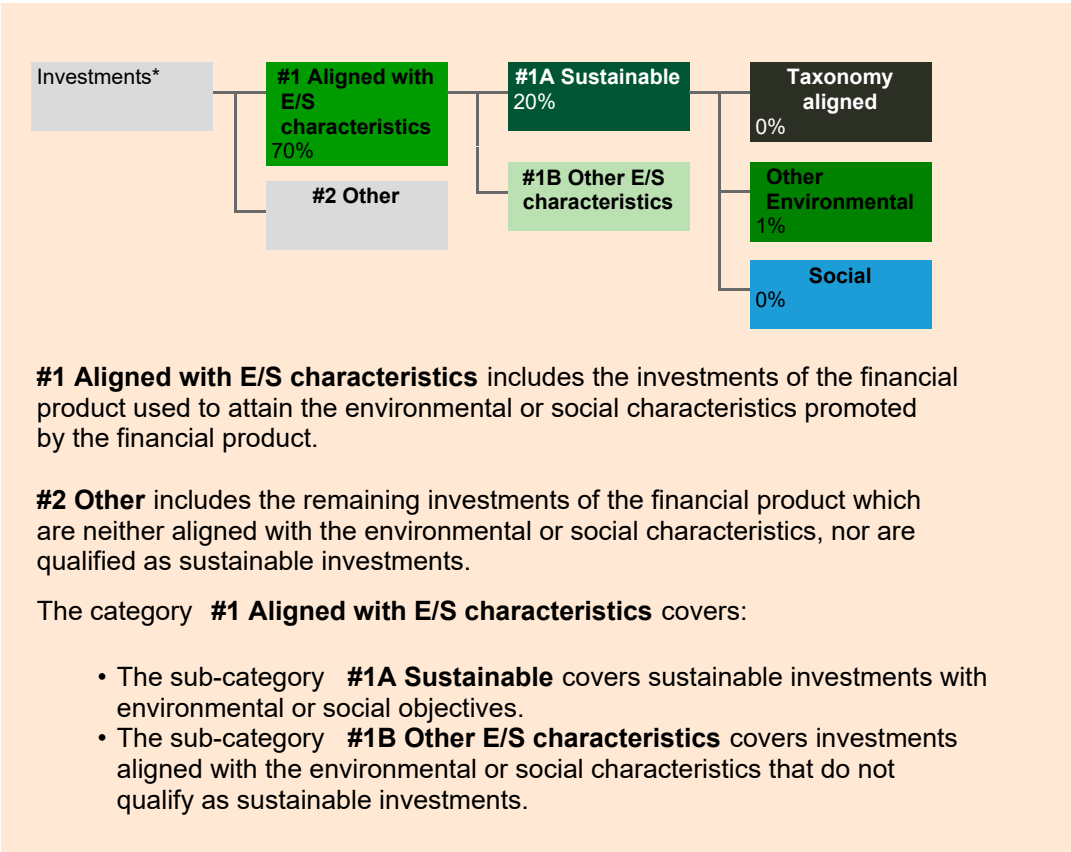 Investments*
#1 Aligned with
E/S
characteristics
70%
#2 Other
#1A Sustainable
20%
#1B Other E/S
characteristics
Taxonomy
aligned
0%
Other
Environmental
1%
Social
0%
#1 Aligned with E/S characteristics includes the investments of the financial
product used to attain the environmental or social characteristics promoted
by the financial product.
#2 Other includes the remaining investments of the financial product which
are neither aligned with the environmental or social characteristics, nor are
qualified as sustainable investments.
The category #1 Aligned with E/S characteristics covers:
• The sub-category #1A Sustainable covers sustainable investments with
environmental or social objectives.
• The sub-category #1B Other E/S characteristics covers investments
aligned with the environmental or social characteristics that do not
qualify as sustainable investments.